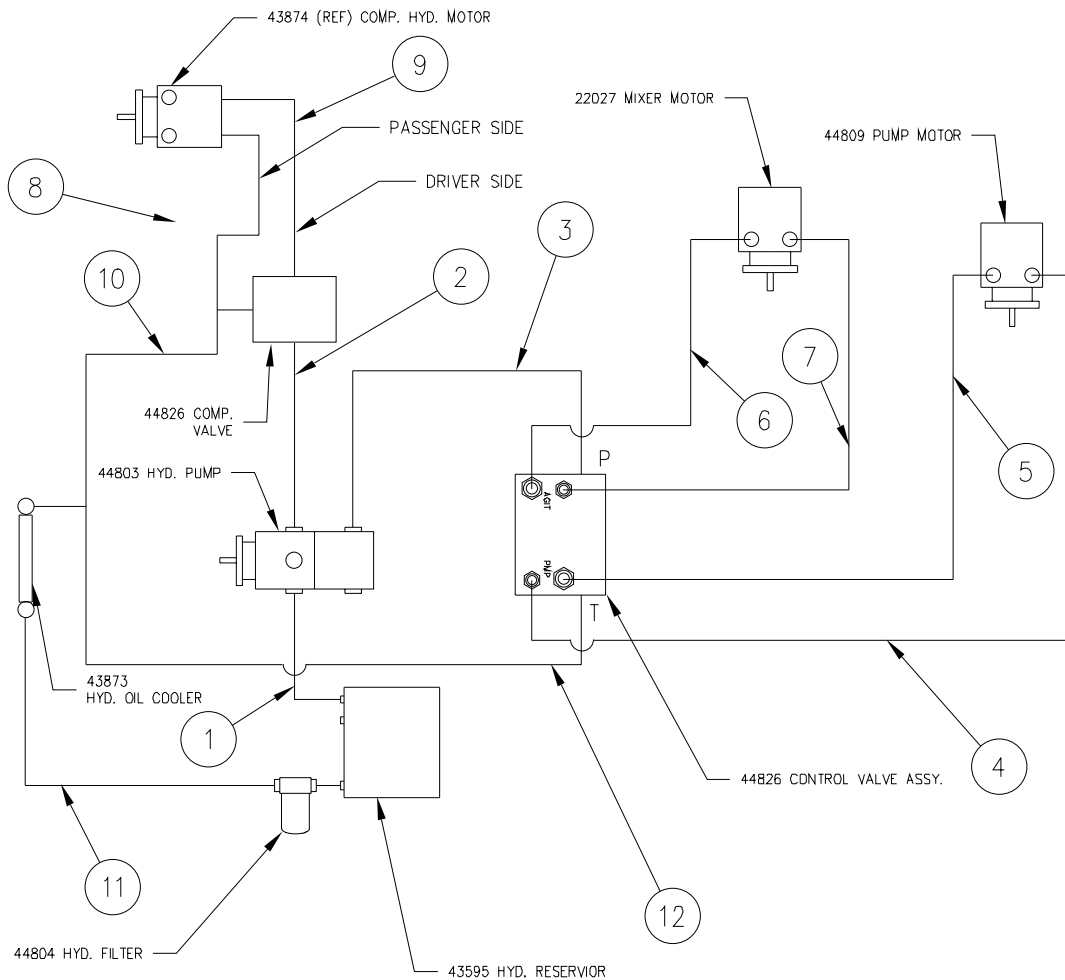 43874 (REF) COMP. HYD. MOTOR
9
22027 MIXER MOTOR
PASSENGER SIDE
44809 PUMP MOTOR
8
DRIVER SIDE
3
10
2
7
6
44826 COMP.
VALVE
P
5
44803 HYD. PUMP
AGIT
PMP
T
43873
HYD. OIL COOLER
1
4
44826 CONTROL VALVE ASSY.
11
12
44804 HYD. FILTER
43595 HYD. RESERVIOR